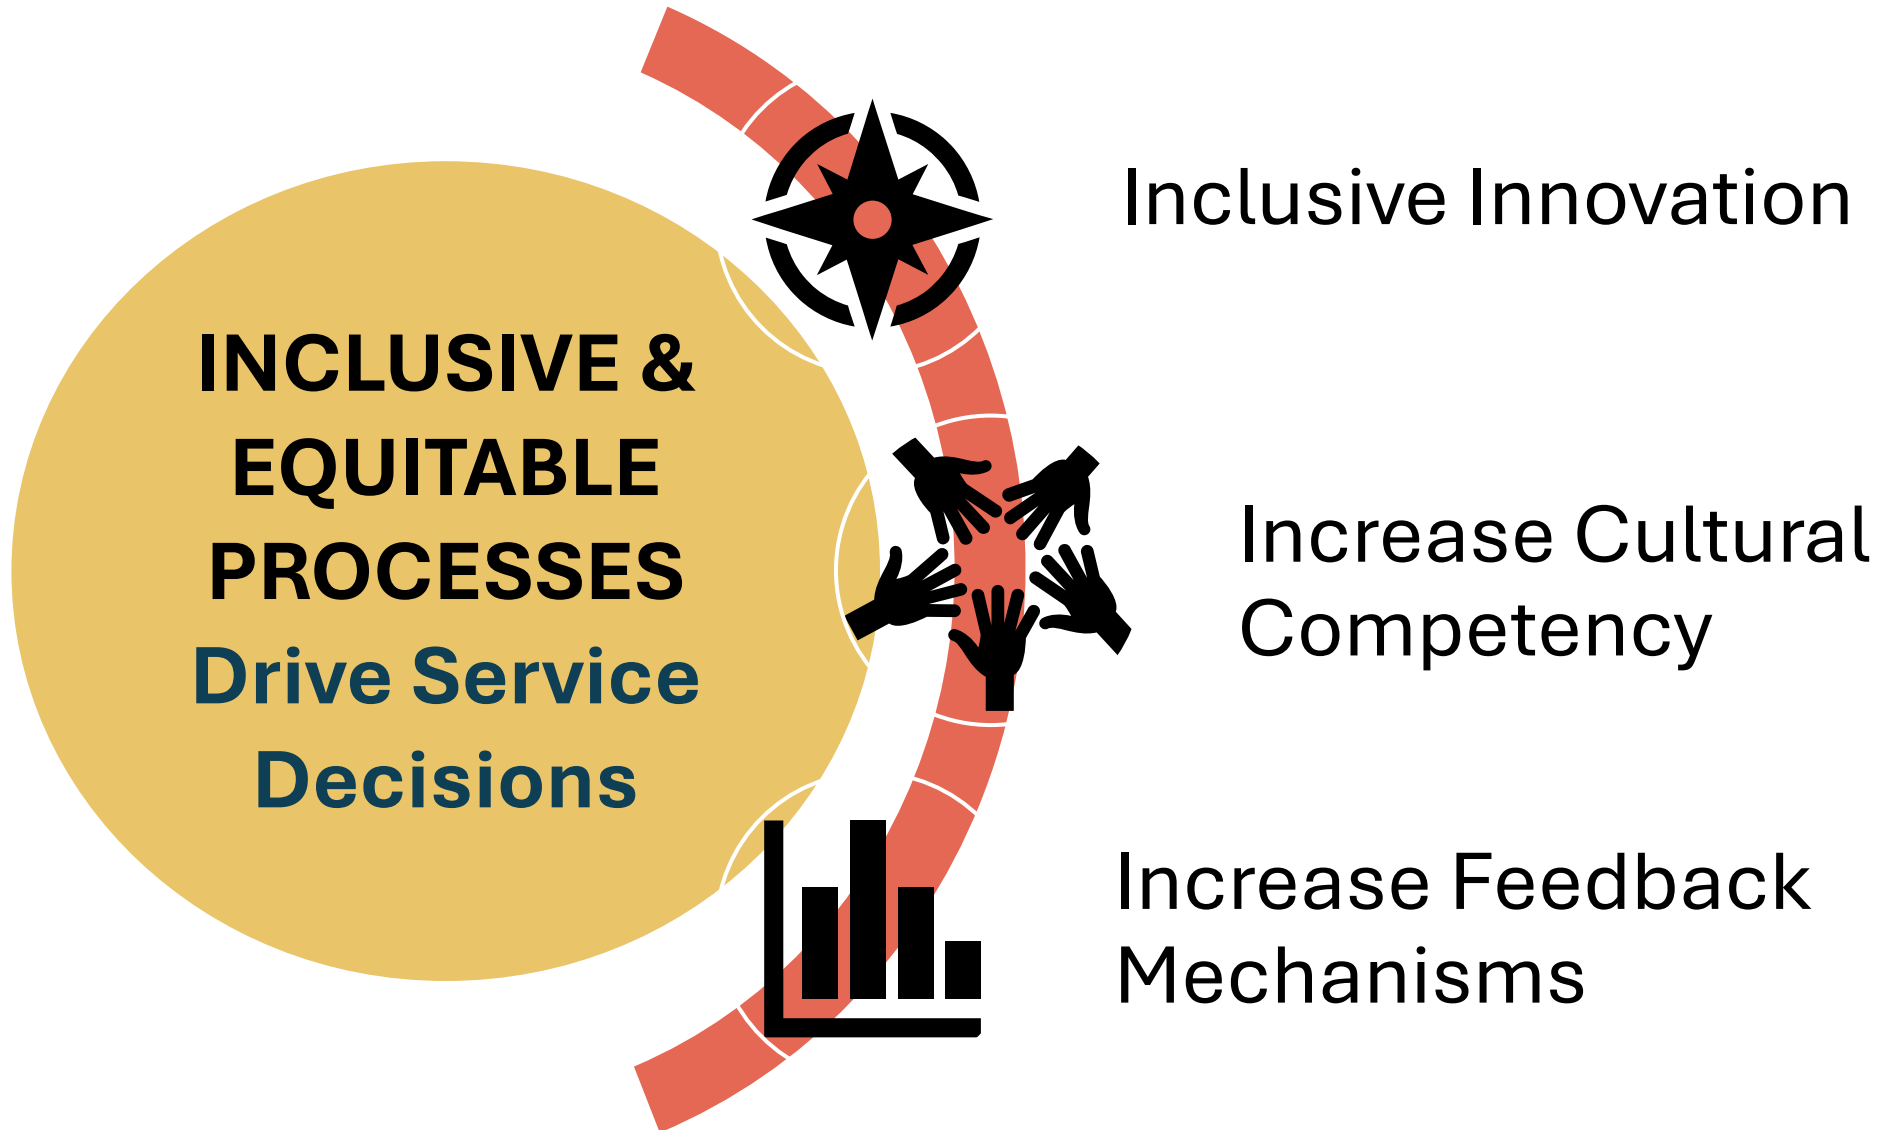 INCLUSIVE &
EQUITABLE
PROCESSES
Drive Service
Decisions
Inclusive Innovation
Increase Cultural
Competency
Increase Feedback
Mechanisms